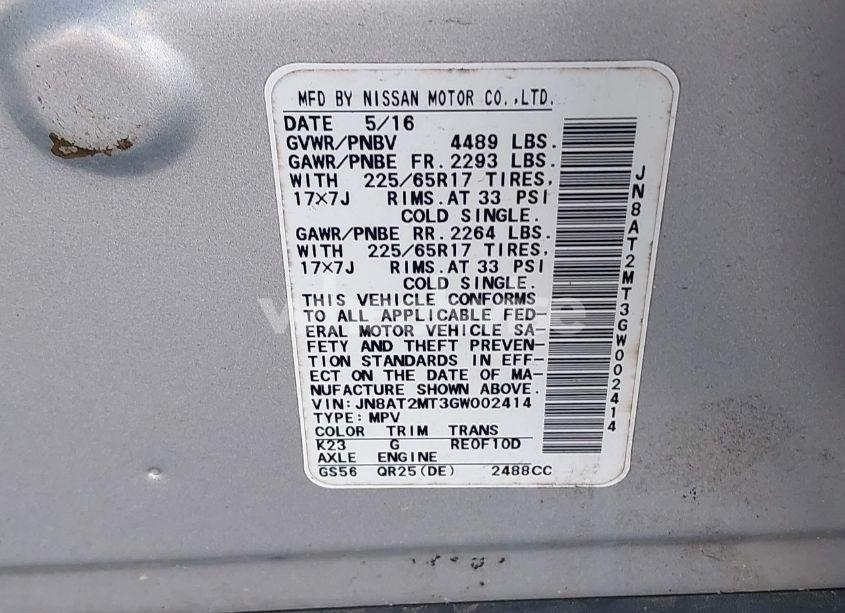 MFD BY NISSAN MOTOR CO.,LTD.
DATE 5/16
GVWR/PNBV 4489 LBS.
GAWR/PNBE FR. 2293 LBS.
WITH 225/65R17 TIRES,
17×7J RIMS. AT 33 PSI
COLD SINGLE.
GAWR/PNBE RR. 2264 LBS.
WITH 225/65R17 TIRES,
17×7J RIMS. AT 33 PSI
COLD SINGLE.
THIS VEHICLE CONFORMS
TO ALL APPLICABLE FED-
ERAL MOTOR VEHICLE SA-
FETY AND THEFT PREVEN-
TION STANDARDS IN EFF-
ECT ON THE DATE OF MA-
NUFACTURE SHOWN ABOVE.
VIN: JN8AT2MT3GW002414
TYPE: MPV
COLOR TRIM TRANS
K23 G RE0F10D
AXLE ENGINE
GS56 QR25(DE) 2488CC
JN8AT2MT3GW002414